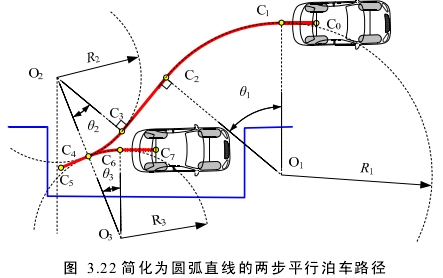 C₁
C₀
R₂
O₂
C₂
θ₁
C₃
θ₂
C₄
C₆
C₇
O₁
R₁
C₅
θ₃
R₃
O₃
图 3.22 简化为圆弧直线的两步平行泊车路径